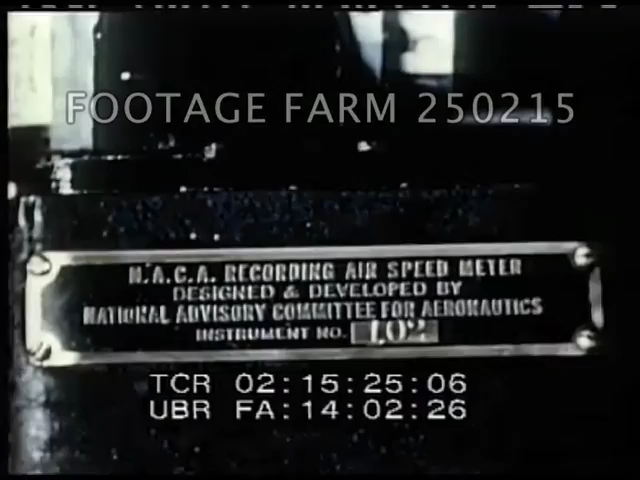 FOOTAGE FARM 250215
N.A.C.A. RECORDING AIR SPEED METER
DESIGNED & DEVELOPED BY
NATIONAL ADVISORY COMMITTEE FOR AERONAUTICS
INSTRUMENT NO. 102
TCR 02:15:25:06
UBR FA:14:02:26